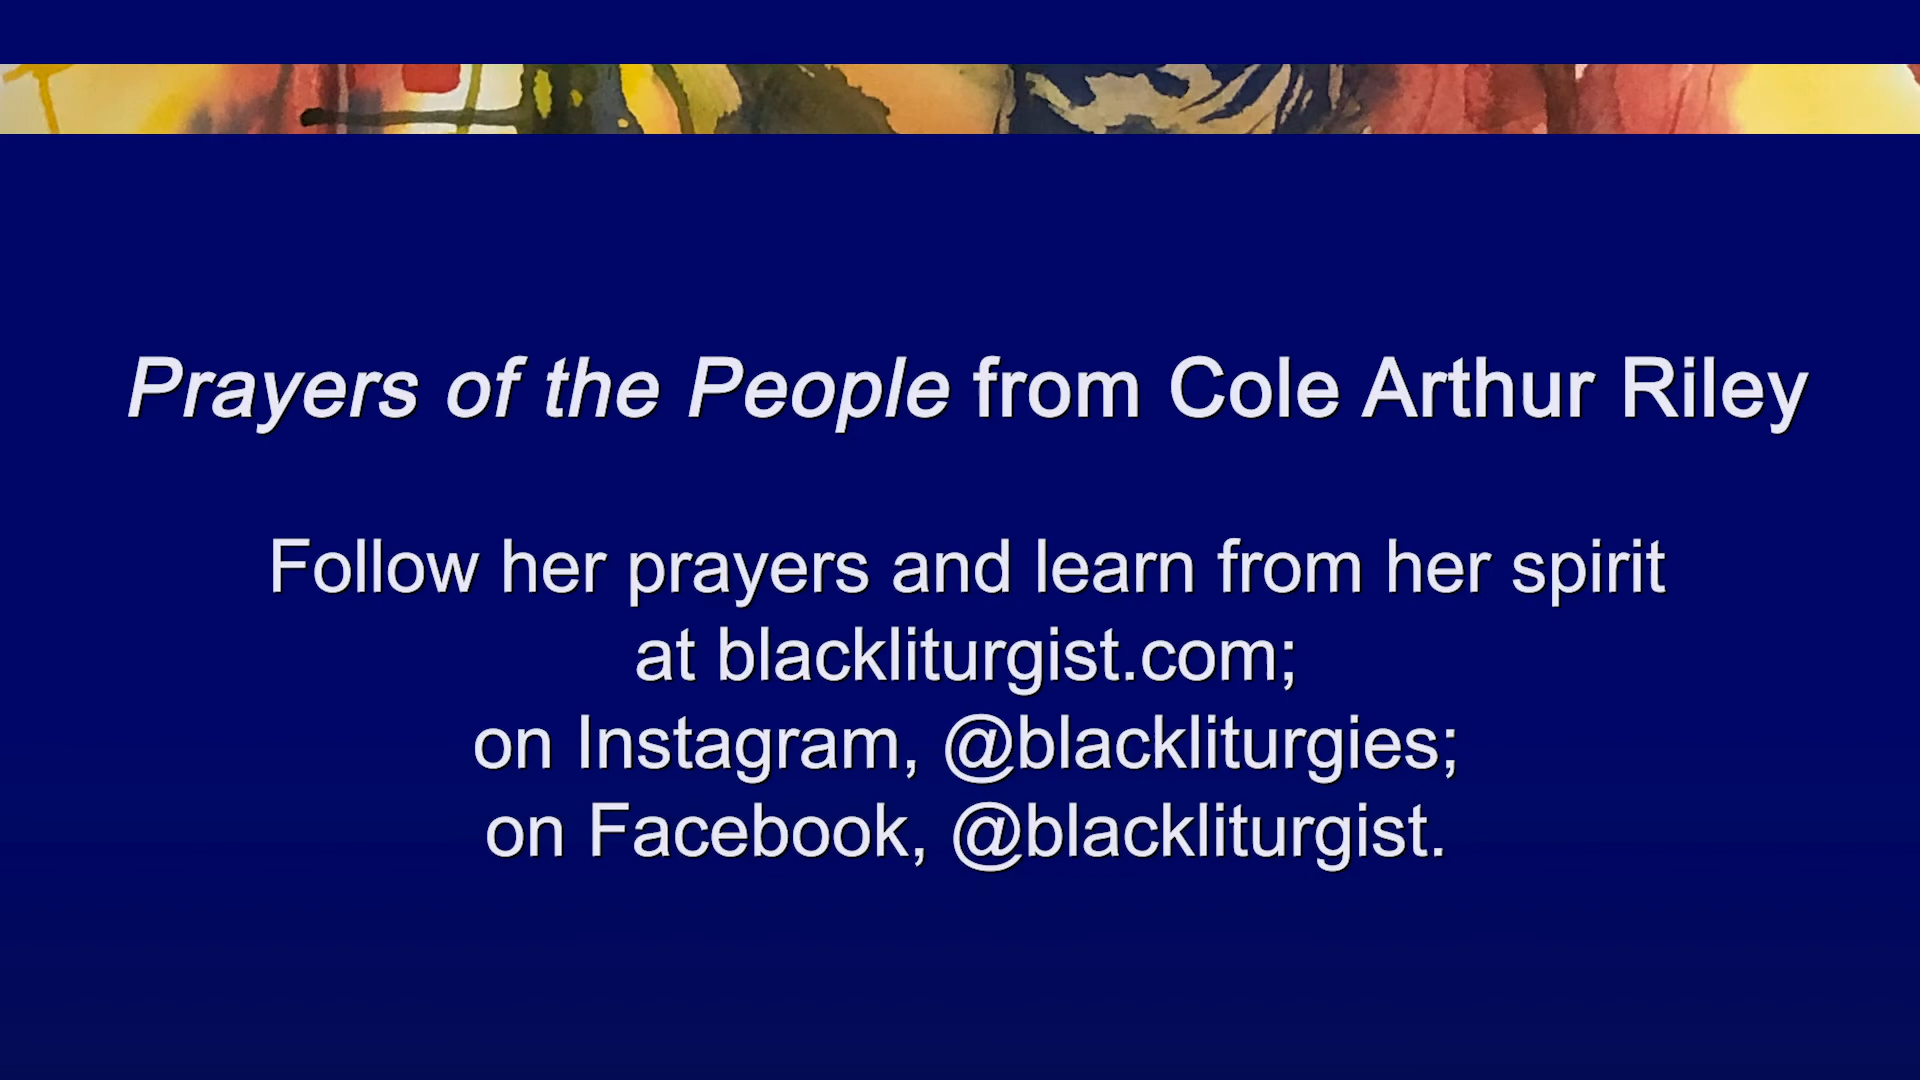 Prayers of the People from Cole Arthur Riley
Follow her prayers and learn from her spirit
at blackliturgist.com;
on Instagram, @blackliturgies;
on Facebook, @blackliturgist.